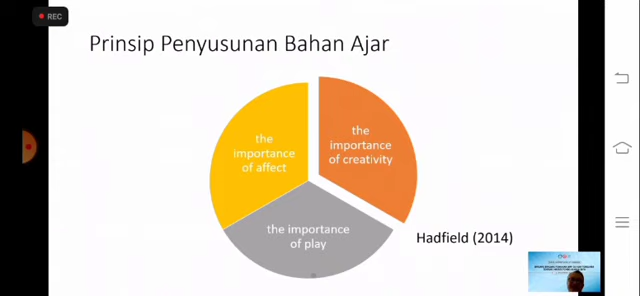 REC
Prinsip Penyusunan Bahan Ajar
the
importance
of affect
the
importance
of creativity
the importance
of play
Hadfield (2014)